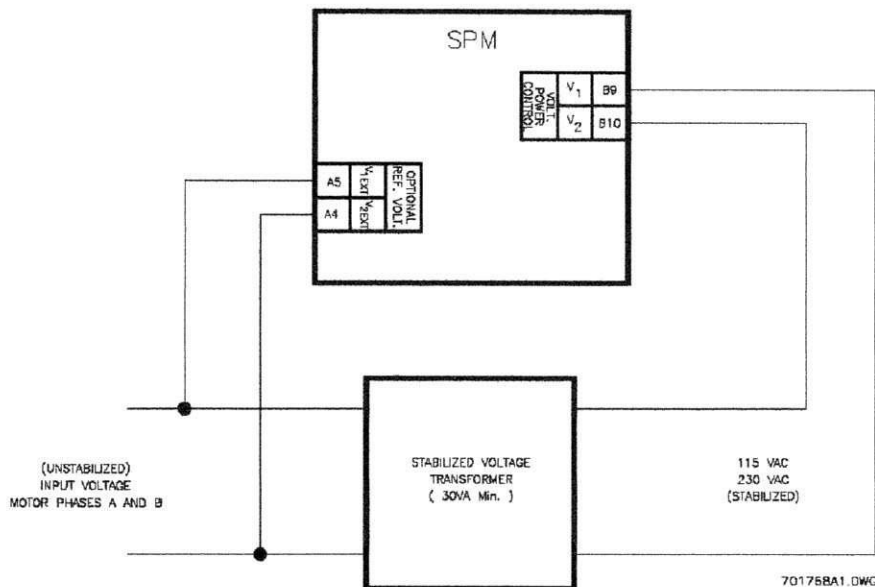 SPM
VOLT.
POWER
CONTROL
V1
B9
V2
B10
A5
V1EXT
A4
V2EXT
OPTIONAL
REF. VOLT.
(UNSTABILIZED)
INPUT VOLTAGE
MOTOR PHASES A AND B
STABILIZED VOLTAGE
TRANSFORMER
( 30VA Min. )
115 VAC
230 VAC
(STABILIZED)
701768A1.DWG